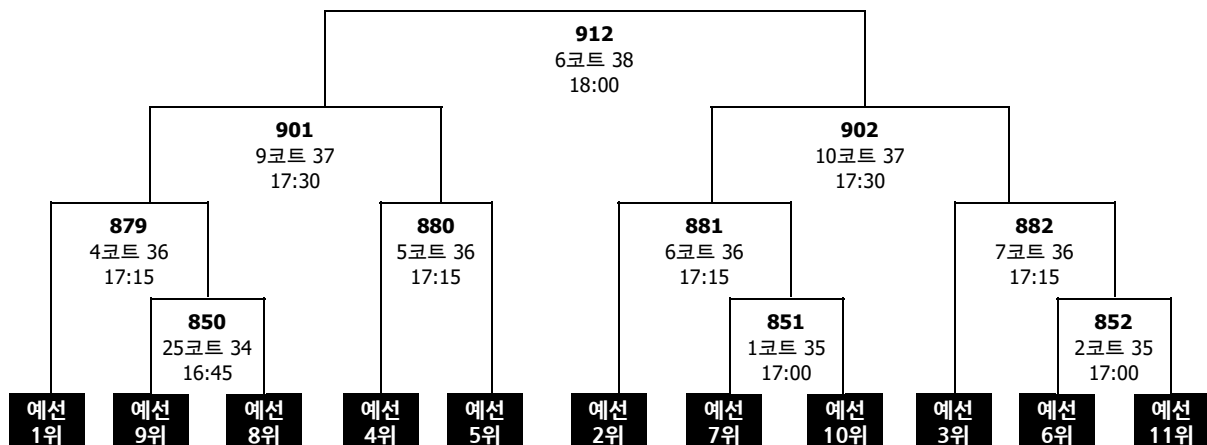 912
6코트 38
18:00
901
9코트 37
17:30
902
10코트 37
17:30
879
4코트 36
17:15
880
5코트 36
17:15
881
6코트 36
17:15
882
7코트 36
17:15
850
25코트 34
16:45
851
1코트 35
17:00
852
2코트 35
17:00
예선
1위
예선
9위
예선
8위
예선
4위
예선
5위
예선
2위
예선
7위
예선
10위
예선
3위
예선
6위
예선
11위